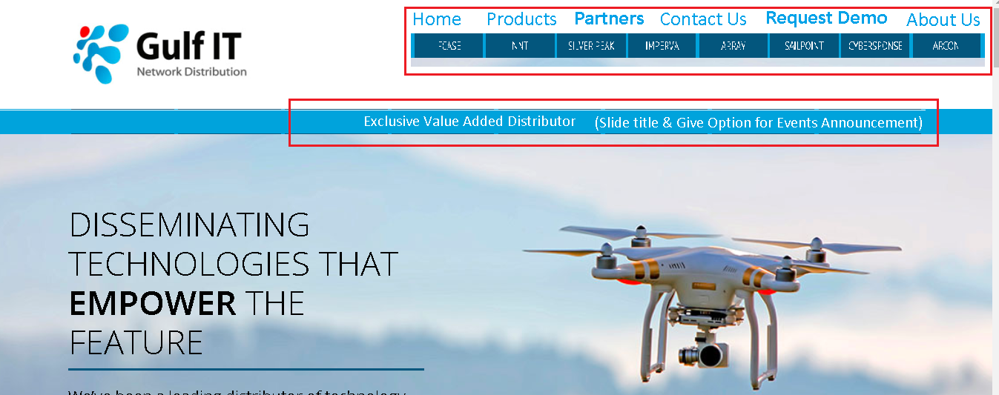 Home Products Partners Contact Us Request Demo About Us
FCASE NNT SILVER PEAK IMPERVA ARRAY SAILPOINT CYBERSPONSE ARCON
Gulf IT
Network Distribution
Exclusive Value Added Distributor (Slide title & Give Option for Events Announcement)
DISSEMINATING
TECHNOLOGIES THAT
EMPOWER THE
FEATURE
We've been a leading distributor of technology